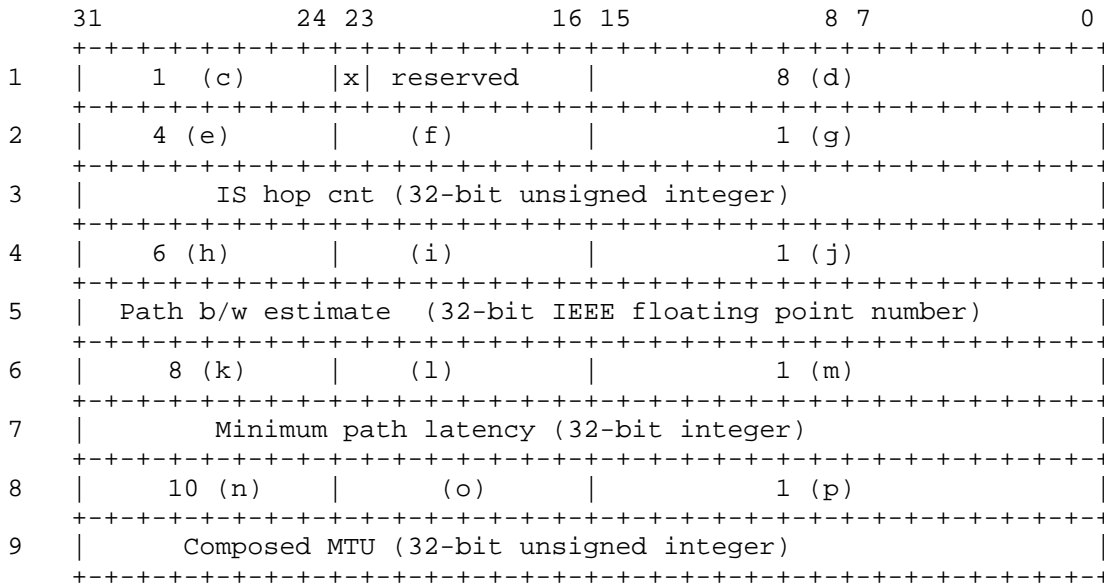 31           24 23           16 15            8 7             0
+-+-+-+-+-+-+-+-+-+-+-+-+-+-+-+-+-+-+-+-+-+-+-+-+-+-+-+-+-+-+-+-+
1 | 1 (c) |x| reserved | 8 (d) |
+-+-+-+-+-+-+-+-+-+-+-+-+-+-+-+-+-+-+-+-+-+-+-+-+-+-+-+-+-+-+-+-+
2 | 4 (e) | (f) | 1 (g) |
+-+-+-+-+-+-+-+-+-+-+-+-+-+-+-+-+-+-+-+-+-+-+-+-+-+-+-+-+-+-+-+-+
3 | IS hop cnt (32-bit unsigned integer) |
+-+-+-+-+-+-+-+-+-+-+-+-+-+-+-+-+-+-+-+-+-+-+-+-+-+-+-+-+-+-+-+-+
4 | 6 (h) | (i) | 1 (j) |
+-+-+-+-+-+-+-+-+-+-+-+-+-+-+-+-+-+-+-+-+-+-+-+-+-+-+-+-+-+-+-+-+
5 | Path b/w estimate (32-bit IEEE floating point number) |
+-+-+-+-+-+-+-+-+-+-+-+-+-+-+-+-+-+-+-+-+-+-+-+-+-+-+-+-+-+-+-+-+
6 | 8 (k) | (l) | 1 (m) |
+-+-+-+-+-+-+-+-+-+-+-+-+-+-+-+-+-+-+-+-+-+-+-+-+-+-+-+-+-+-+-+-+
7 | Minimum path latency (32-bit integer) |
+-+-+-+-+-+-+-+-+-+-+-+-+-+-+-+-+-+-+-+-+-+-+-+-+-+-+-+-+-+-+-+-+
8 | 10 (n) | (o) | 1 (p) |
+-+-+-+-+-+-+-+-+-+-+-+-+-+-+-+-+-+-+-+-+-+-+-+-+-+-+-+-+-+-+-+-+
9 | Composed MTU (32-bit unsigned integer) |
+-+-+-+-+-+-+-+-+-+-+-+-+-+-+-+-+-+-+-+-+-+-+-+-+-+-+-+-+-+-+-+-+